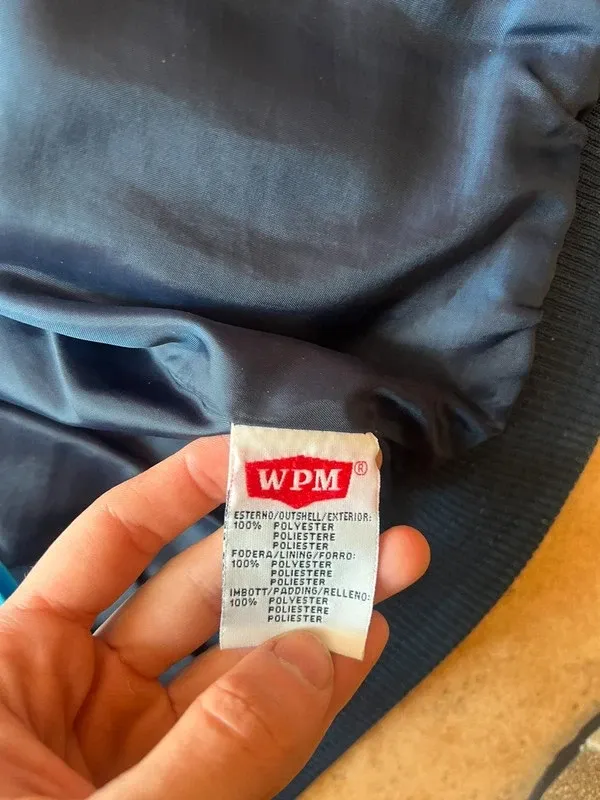 WPM®
ESTERNO/OUTSHELL/EXTERIOR:
100% POLYESTER
POLIESTERE
POLIESTER
FODERA/LINING/FORRO:
100% POLYESTER
POLIESTERE
POLIESTER
IMBOTT/PADDING/RELLENO:
100% POLYESTER
POLIESTERE
POLIESTER